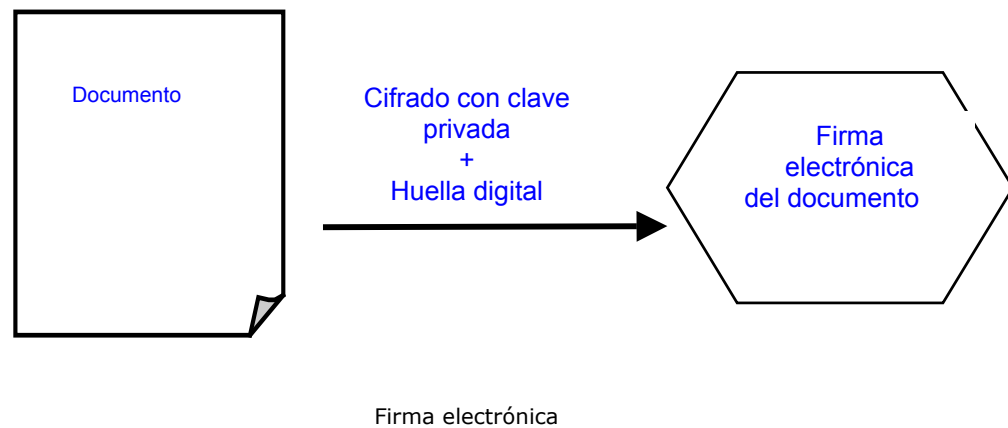 Documento
Cifrado con clave
privada
+
Huella digital
Firma
electrónica
del documento
Firma electrónica